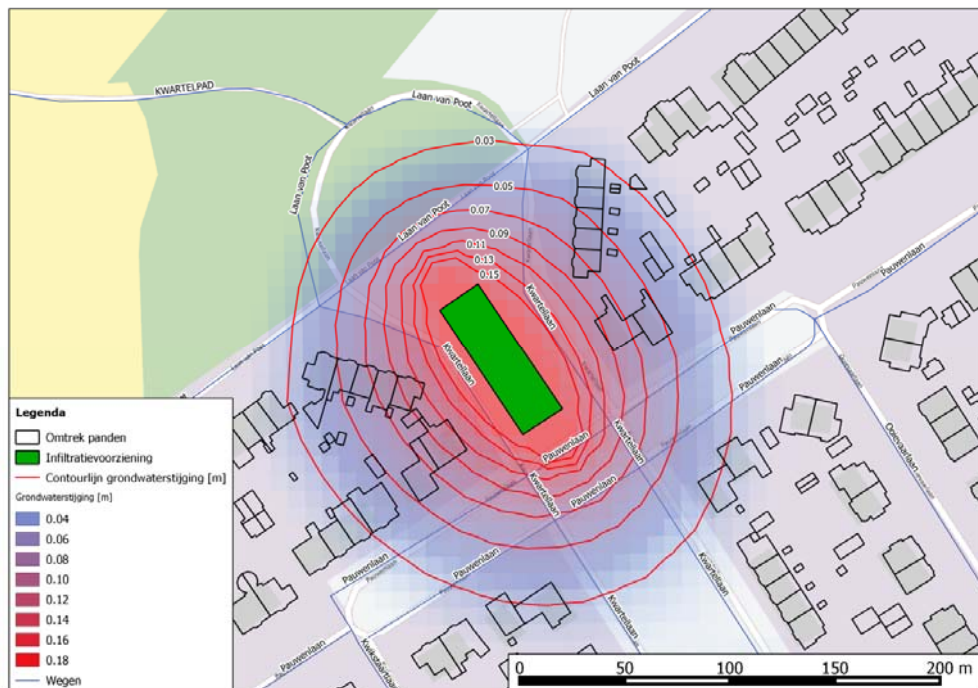 KWARTELPAD
Laan van Poot
Laan van Poot
Laan van Poot
Laan van Poot
0.03
0.05
0.07
0.09
0.11
0.13
0.15
Kwartellaan
Kwartellaan
Pauwenlaan
Pauwenlaan
Pauwenlaan
Pauwenlaan
Kwartellaan
Pauwenlaan
Kwartellaan
Ooievaarlaan
Pauwenlaan
Pauwenlaan
Kwartellaan
Kwartellaan
Pauwenlaan
Legenda
Omtrek panden
Infiltratievoorziening
Contourlijn grondwaterstijging [m]
Grondwaterstijging [m]
0.04
0.06
0.08
0.10
0.12
0.14
0.16
0.18
Wegen
0 50 100 150 200 m